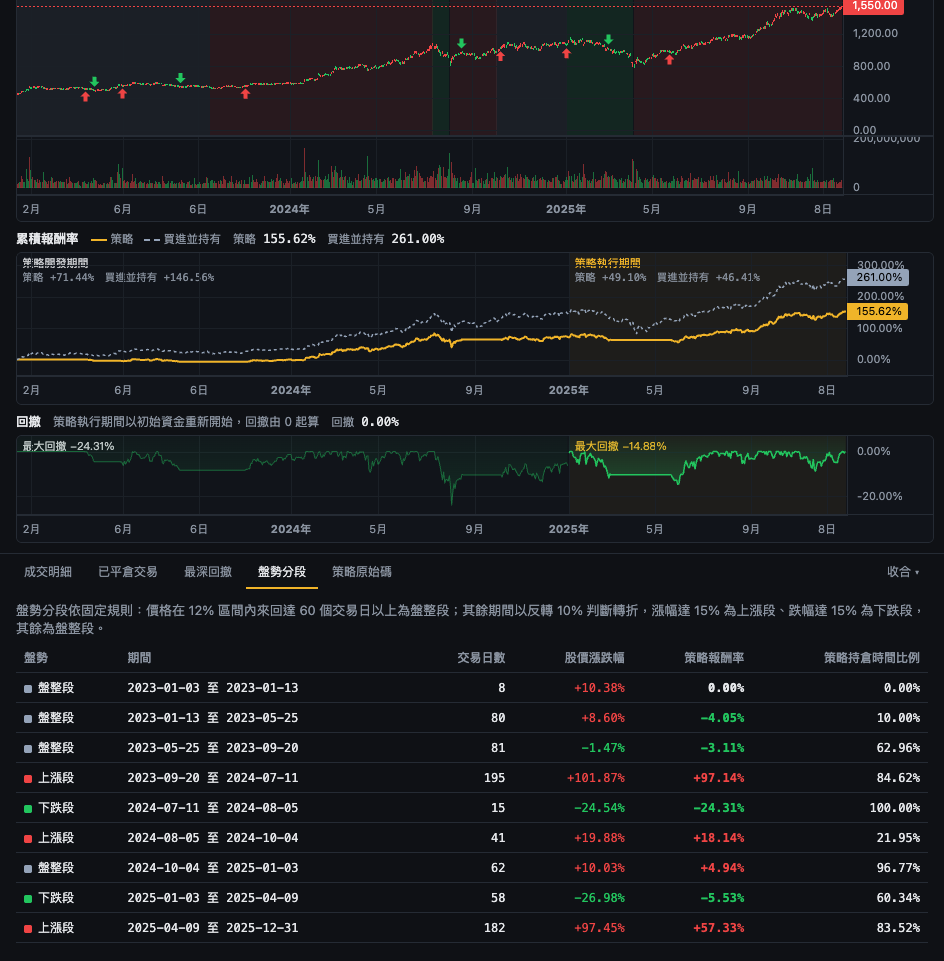 1,550.00
1,200.00
800.00
400.00
0.00
200,000,000
0
2月 6月 6日 2024年 5月 9月 2025年 5月 9月 8日
累積報酬率 策略 買進並持有 策略 155.62% 買進並持有 261.00%
策略開發期間
策略 +71.44% 買進並持有 +146.56%
策略執行期間
策略 +49.10% 買進並持有 +46.41%
300.00%
261.00%
200.00%
155.62%
100.00%
0.00%
2月 6月 6日 2024年 5月 9月 2025年 5月 9月 8日
回撤 策略執行期間以初始資金重新開始，回撤由 0 起算 回撤 0.00%
最大回撤 −24.31%
最大回撤 −14.88%
0.00%
-20.00%
2月 6月 6日 2024年 5月 9月 2025年 5月 9月 8日
成交明細 已平倉交易 最深回撤 盤勢分段 策略原始碼 收合 ▾
盤勢分段依固定規則：價格在 12% 區間內來回達 60 個交易日以上為盤整段；其餘期間以反轉 10% 判斷轉折，漲幅達 15% 為上漲段、跌幅達 15% 為下跌段，
其餘為盤整段。
盤勢 期間 交易日數 股價漲跌幅 策略報酬率 策略持倉時間比例
盤整段 2023-01-03 至 2023-01-13 8 +10.38% 0.00% 0.00%
盤整段 2023-01-13 至 2023-05-25 80 +8.60% −4.05% 10.00%
盤整段 2023-05-25 至 2023-09-20 81 −1.47% −3.11% 62.96%
上漲段 2023-09-20 至 2024-07-11 195 +101.87% +97.14% 84.62%
下跌段 2024-07-11 至 2024-08-05 15 −24.54% −24.31% 100.00%
上漲段 2024-08-05 至 2024-10-04 41 +19.88% +18.14% 21.95%
盤整段 2024-10-04 至 2025-01-03 62 +10.03% +4.94% 96.77%
下跌段 2025-01-03 至 2025-04-09 58 −26.98% −5.53% 60.34%
上漲段 2025-04-09 至 2025-12-31 182 +97.45% +57.33% 83.52%